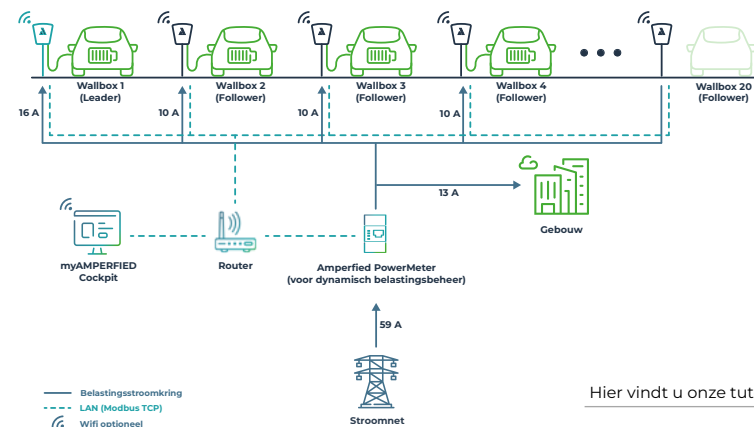 Wallbox 1
(Leader)
Wallbox 2
(Follower)
Wallbox 3
(Follower)
Wallbox 4
(Follower)
Wallbox 20
(Follower)
16 A
10 A
10 A
10 A
13 A
Gebouw
myAMPERFIED
Cockpit
Router
Amperfied PowerMeter
(voor dynamisch belastingsbeheer)
59 A
Stroomnet
Belastingsstroomkring
LAN (Modbus TCP)
Wifi optioneel
Hier vindt u onze tut